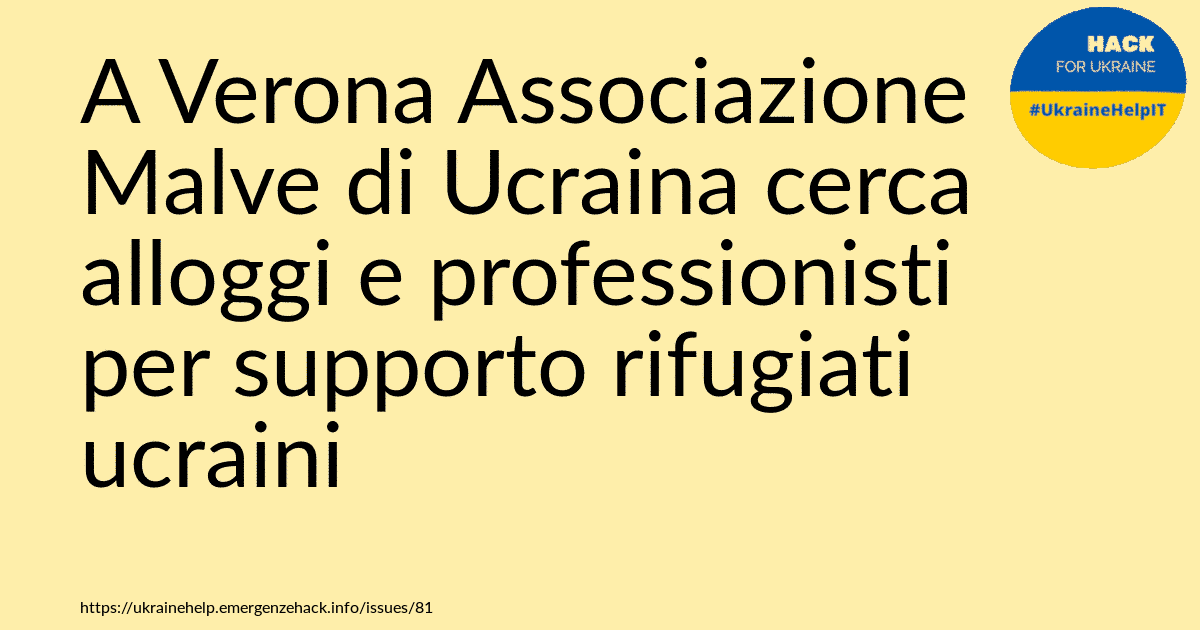 A Verona Associazione
Malve di Ucraina cerca
alloggi e professionisti
per supporto rifugiati
ucraini
HACK
FOR UKRAINE
#UkraineHelpIT
https://ukrainehelp.emergenzehack.info/issues/81